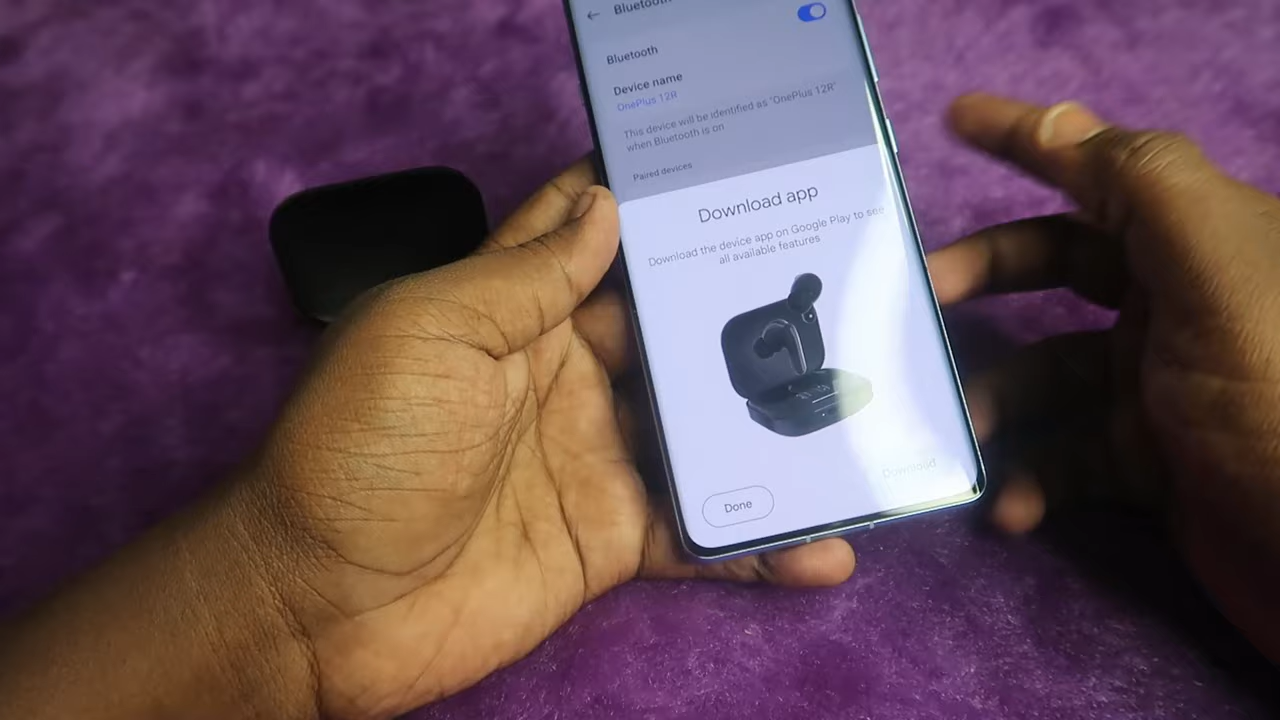 Bluetooth
Bluetooth
Device name
OnePlus 12R
This device will be identified as "OnePlus 12R"
when Bluetooth is on
Paired devices
Download app
Download the device app on Google Play to see
all available features
Download
Done